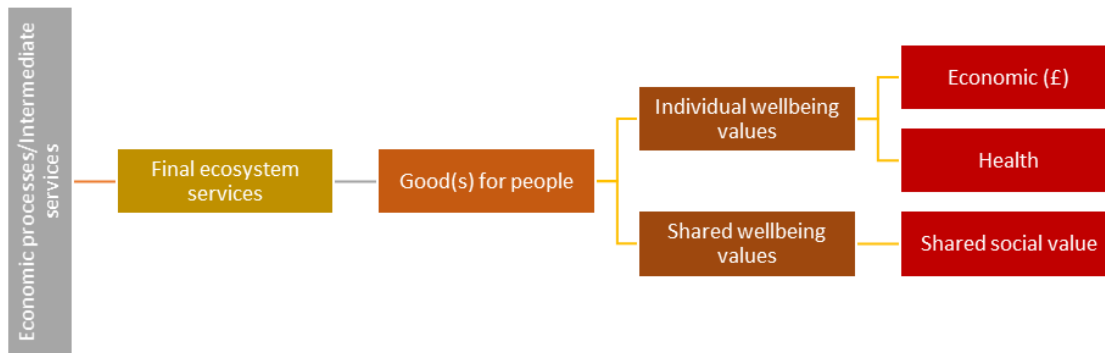 Economic processes/Intermediate
services
Final ecosystem
services
Good(s) for people
Individual wellbeing
values
Shared wellbeing
values
Economic (£)
Health
Shared social value